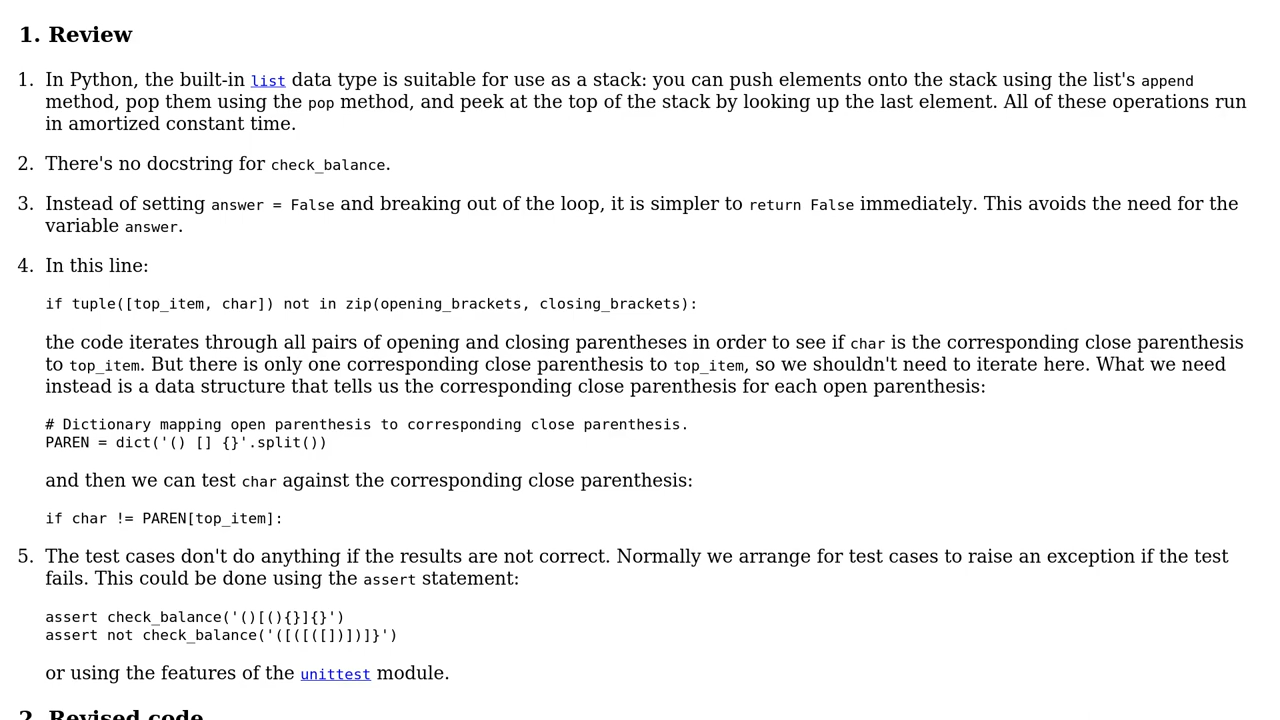 1. Review
1. In Python, the built-in list data type is suitable for use as a stack: you can push elements onto the stack using the list's append
method, pop them using the pop method, and peek at the top of the stack by looking up the last element. All of these operations run
in amortized constant time.
2. There's no docstring for check_balance.
3. Instead of setting answer = False and breaking out of the loop, it is simpler to return False immediately. This avoids the need for the
variable answer.
4. In this line:
if tuple([top_item, char]) not in zip(opening_brackets, closing_brackets):
the code iterates through all pairs of opening and closing parentheses in order to see if char is the corresponding close parenthesis
to top_item. But there is only one corresponding close parenthesis to top_item, so we shouldn't need to iterate here. What we need
instead is a data structure that tells us the corresponding close parenthesis for each open parenthesis:
# Dictionary mapping open parenthesis to corresponding close parenthesis.
PAREN = dict('() [] {}'.split())
and then we can test char against the corresponding close parenthesis:
if char != PAREN[top_item]:
5. The test cases don't do anything if the results are not correct. Normally we arrange for test cases to raise an exception if the test
fails. This could be done using the assert statement:
assert check_balance('()[(){}]{}')
assert not check_balance('([([([])])]}')
or using the features of the unittest module.
2. Revised code